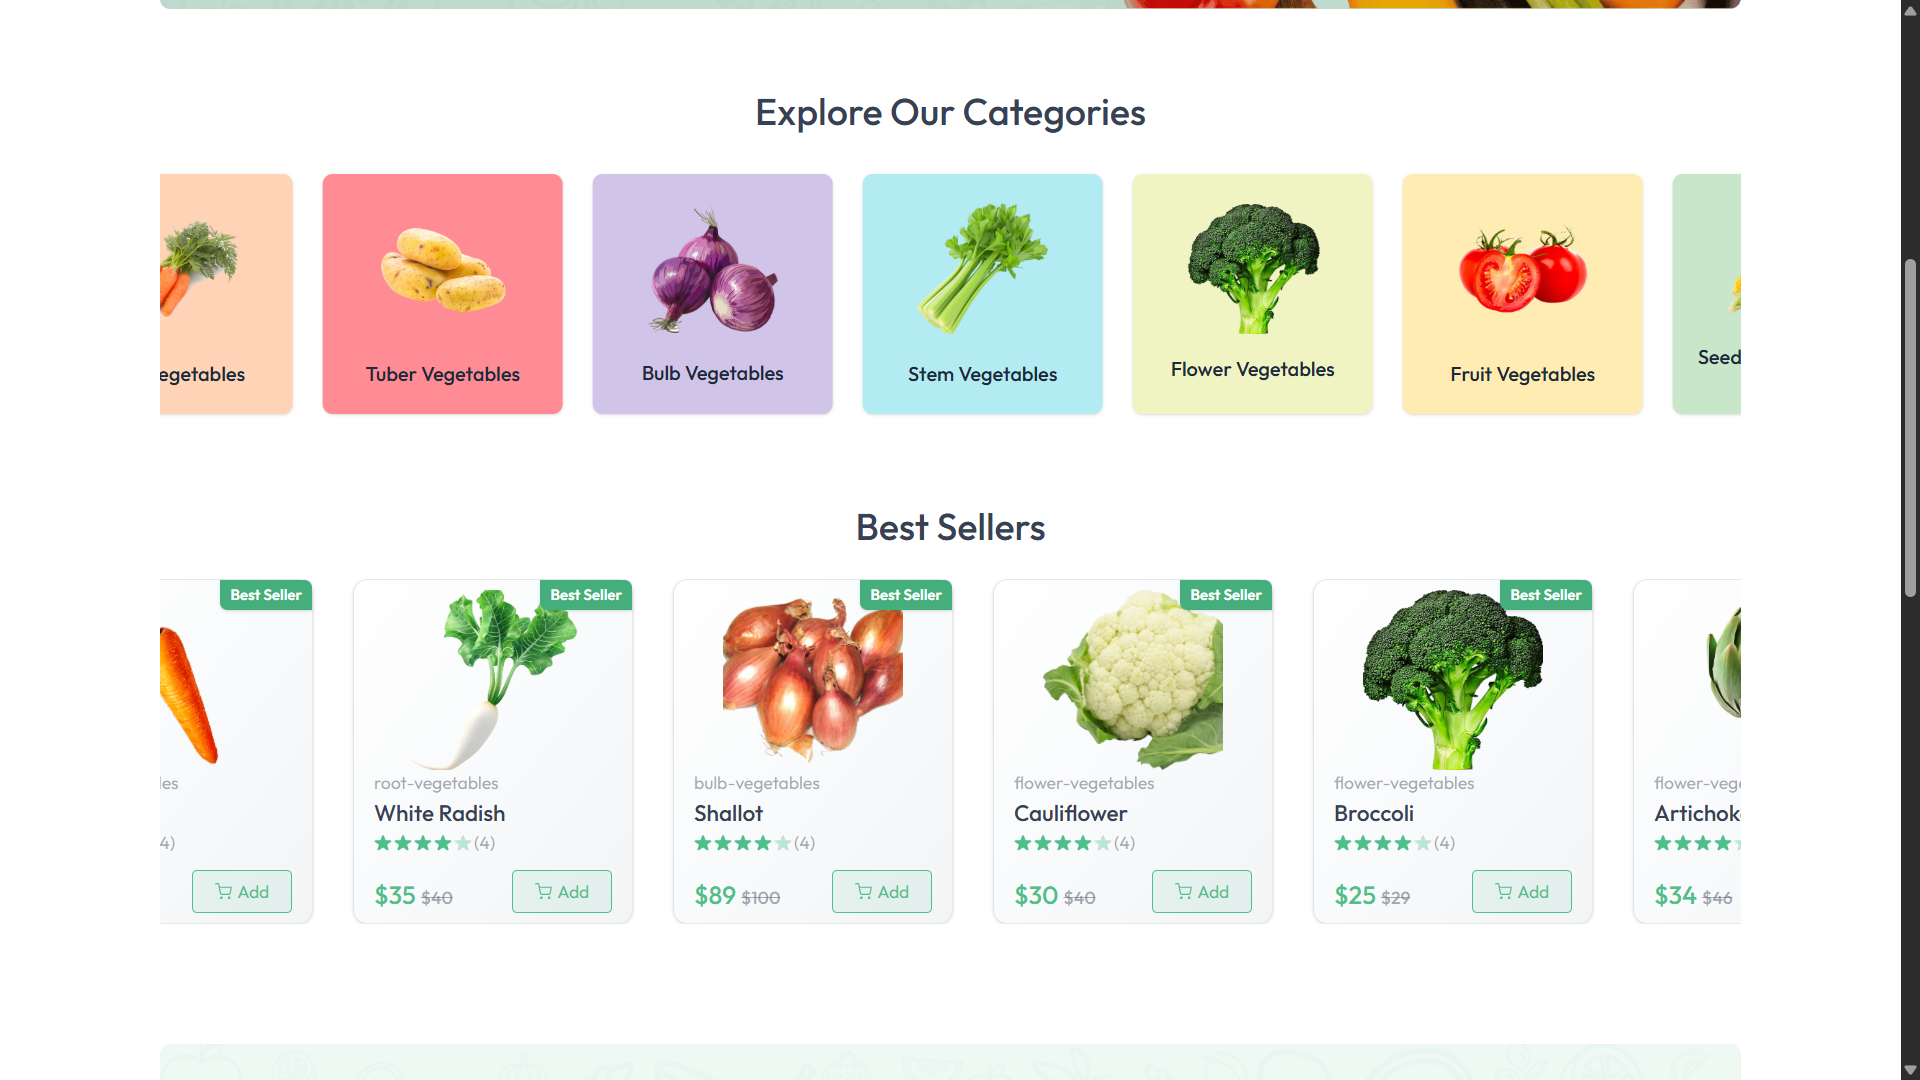 Explore Our Categories
egetables
Tuber Vegetables
Bulb Vegetables
Stem Vegetables
Flower Vegetables
Fruit Vegetables
Seed
Best Sellers
Best Seller
Best Seller
Best Seller
Best Seller
Best Seller
les
4)
Add
root-vegetables
White Radish
(4)
$35 $40
Add
bulb-vegetables
Shallot
(4)
$89 $100
Add
flower-vegetables
Cauliflower
(4)
$30 $40
Add
flower-vegetables
Broccoli
(4)
$25 $29
Add
flower-vege
Artichok
$34 $46